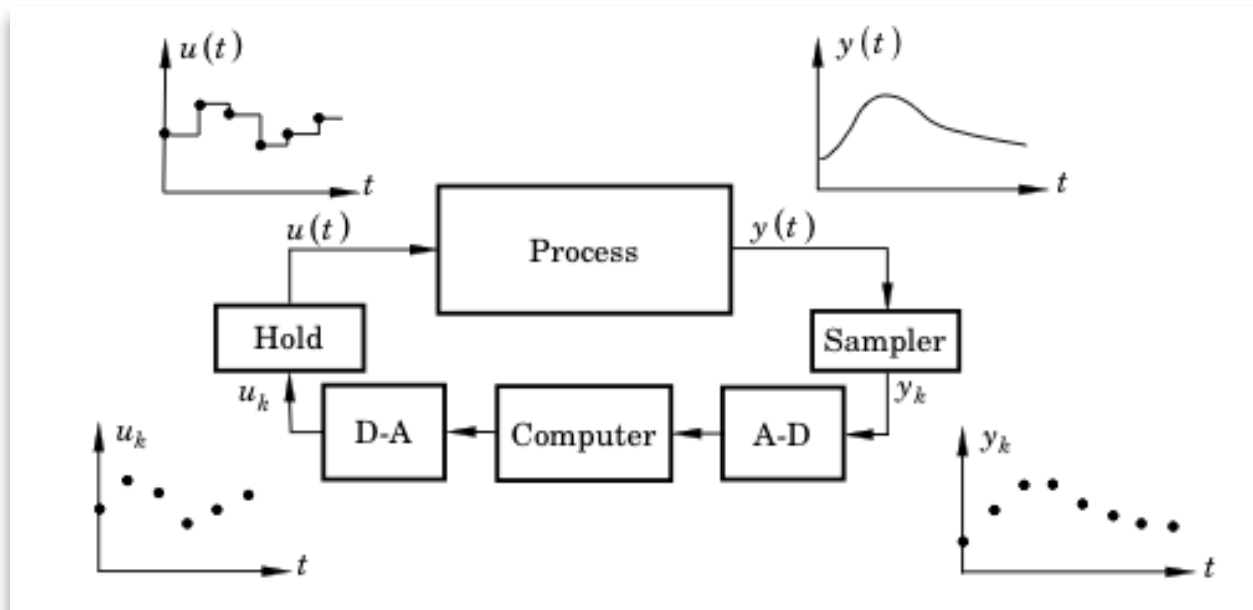 u(t)
y(t)
t
t
u(t)
Process
y(t)
Hold
Sampler
u_k
y_k
D-A
Computer
A-D
u_k
y_k
t
t